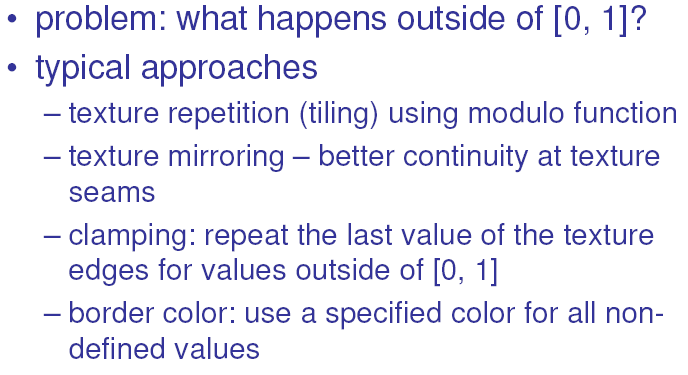 • problem: what happens outside of [0, 1]?
• typical approaches
– texture repetition (tiling) using modulo function
– texture mirroring – better continuity at texture
seams
– clamping: repeat the last value of the texture
edges for values outside of [0, 1]
– border color: use a specified color for all non-
defined values